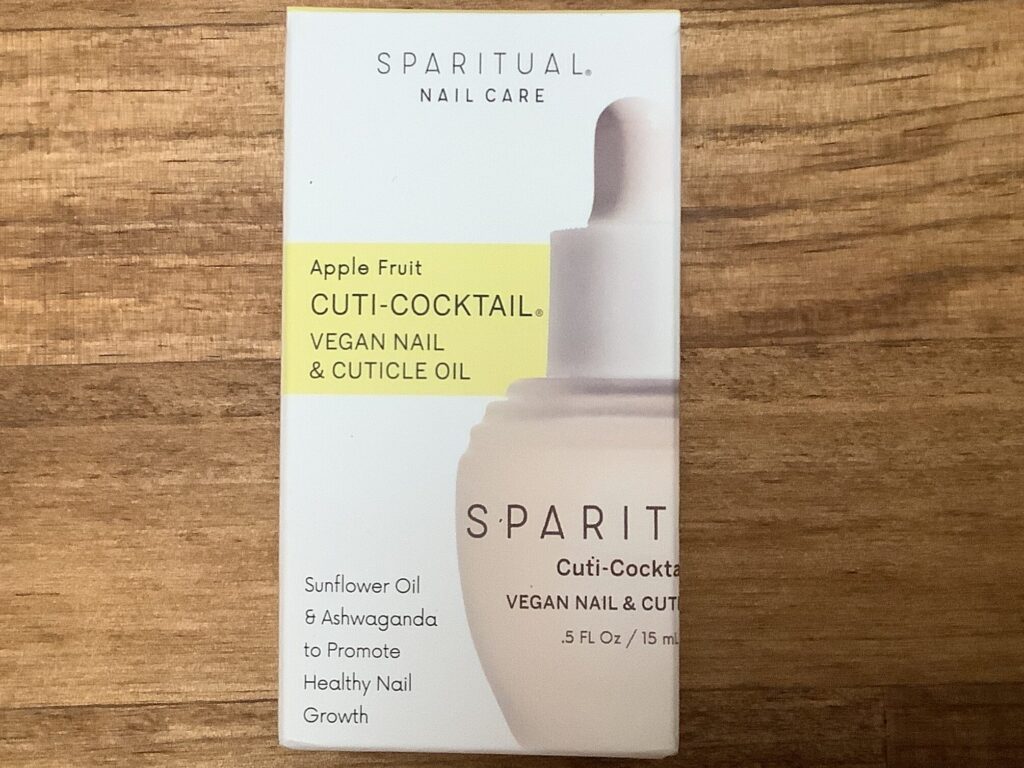 SPARITUAL®
NAIL CARE
Apple Fruit
CUTI-COCKTAIL®
VEGAN NAIL
& CUTICLE OIL
SPARIT
Cuti-Cockta
VEGAN NAIL & CUTI
.5 FL Oz / 15 mL
Sunflower Oil
& Ashwaganda
to Promote
Healthy Nail
Growth